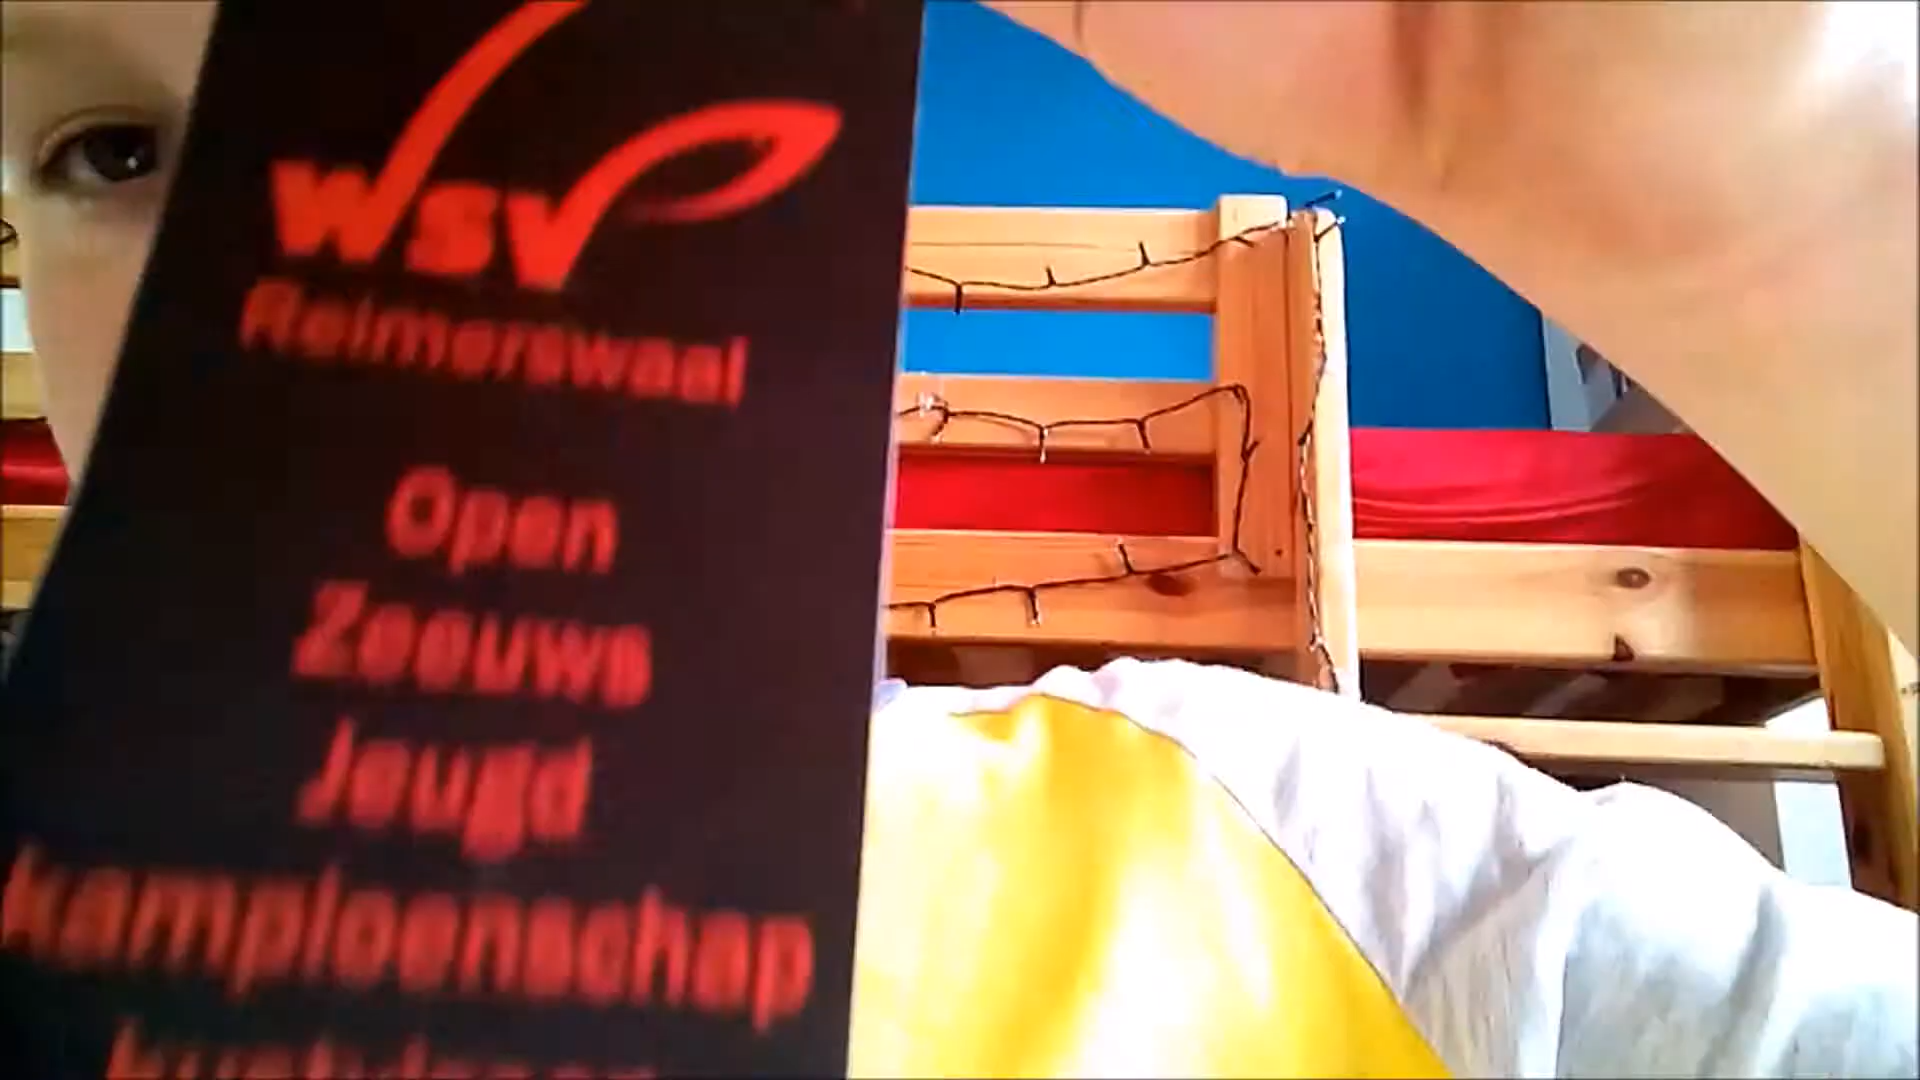 wsv
Reimerswaal
Open
Zeeuws
Jeugd
kampioenschap